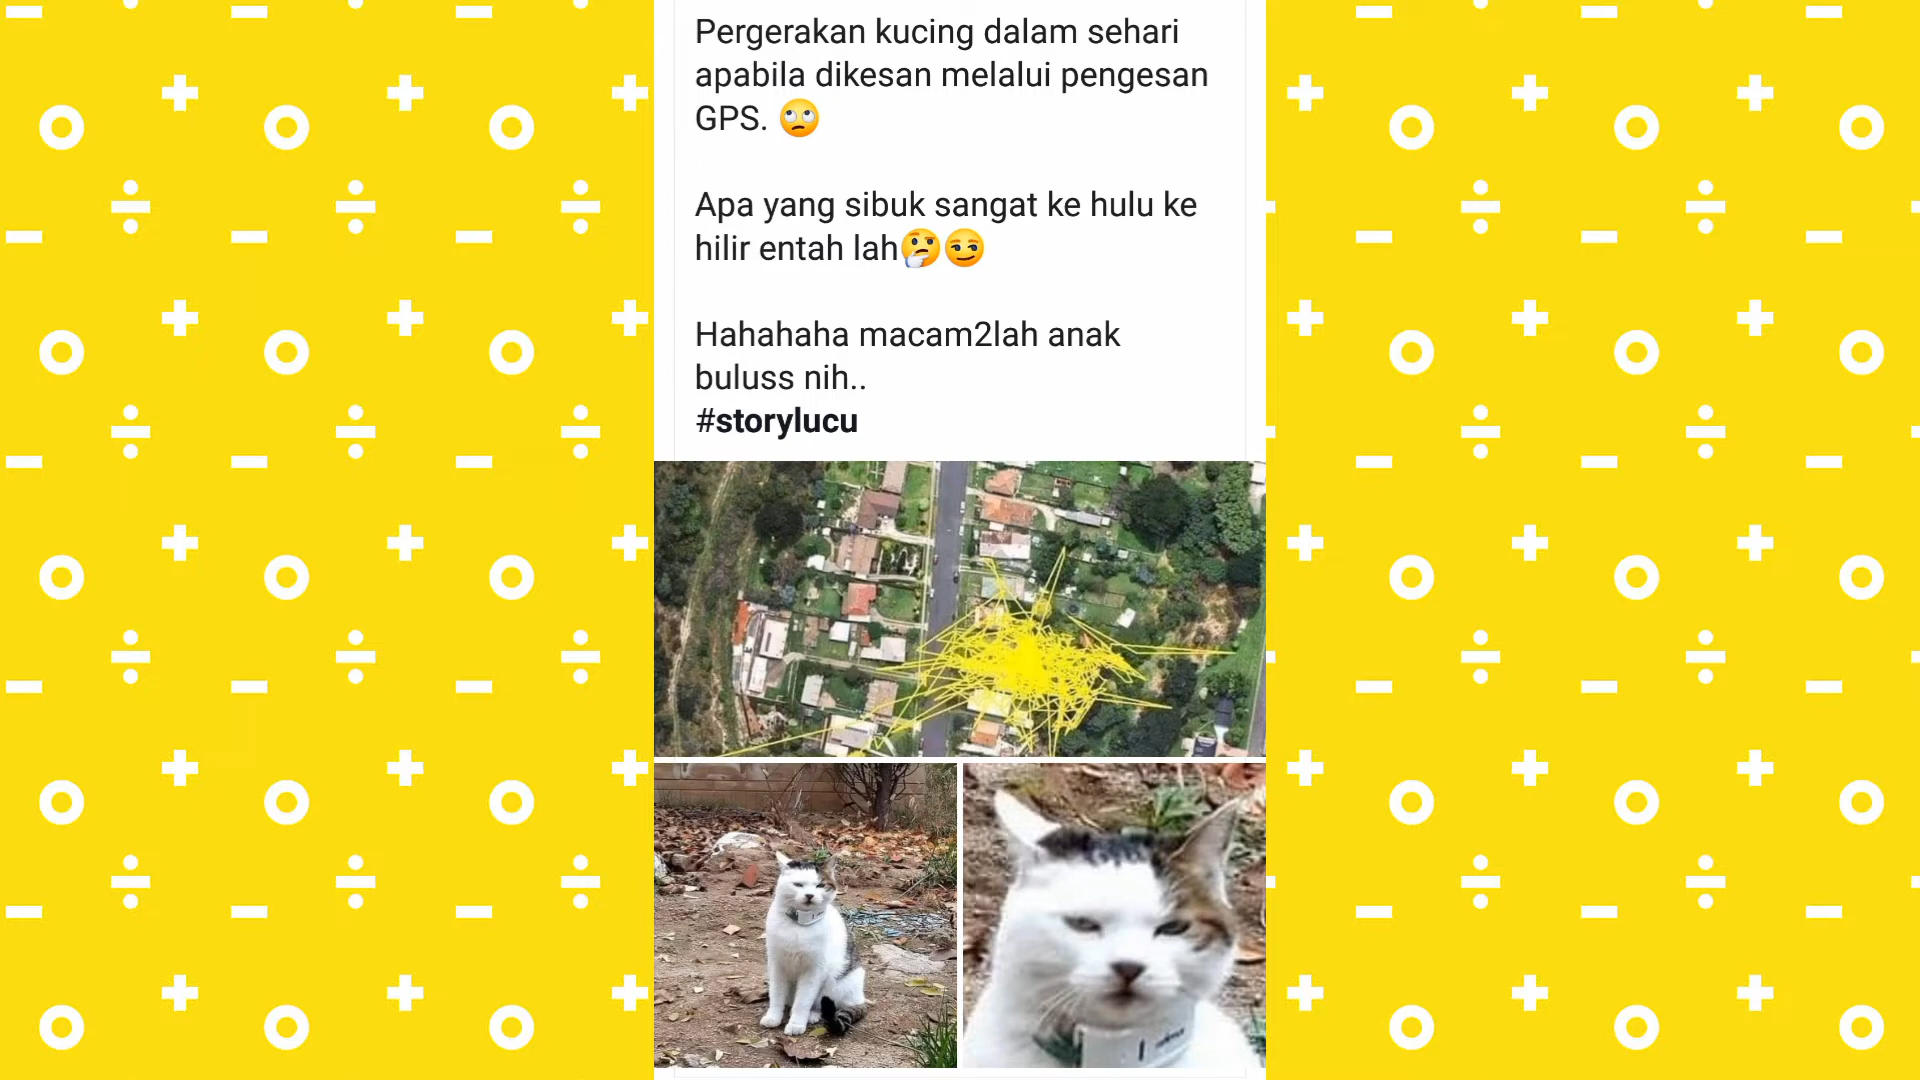 Pergerakan kucing dalam sehari
apabila dikesan melalui pengesan
GPS. 🙄
Apa yang sibuk sangat ke hulu ke
hilir entah lah🤔😏
Hahahaha macam2lah anak
buluss nih..
#storylucu